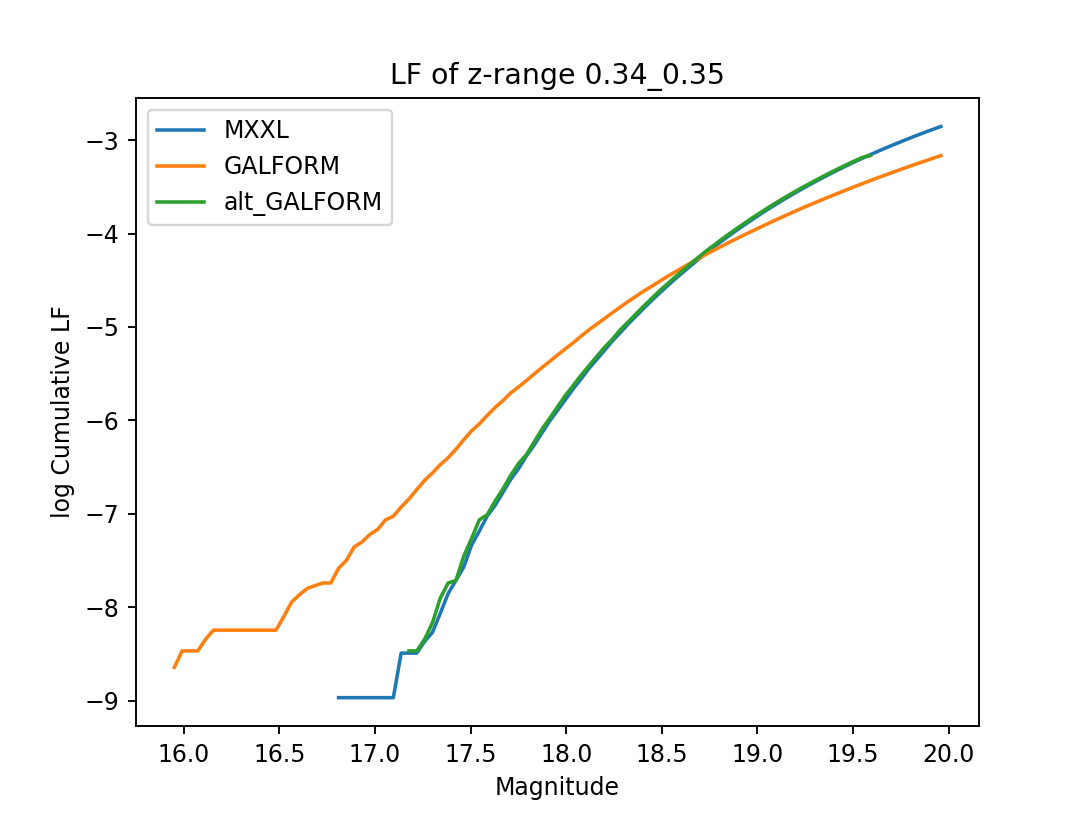 LF of z-range 0.34_0.35
MXXL
GALFORM
alt_GALFORM
log Cumulative LF
−3
−4
−5
−6
−7
−8
−9
16.0 16.5 17.0 17.5 18.0 18.5 19.0 19.5 20.0
Magnitude